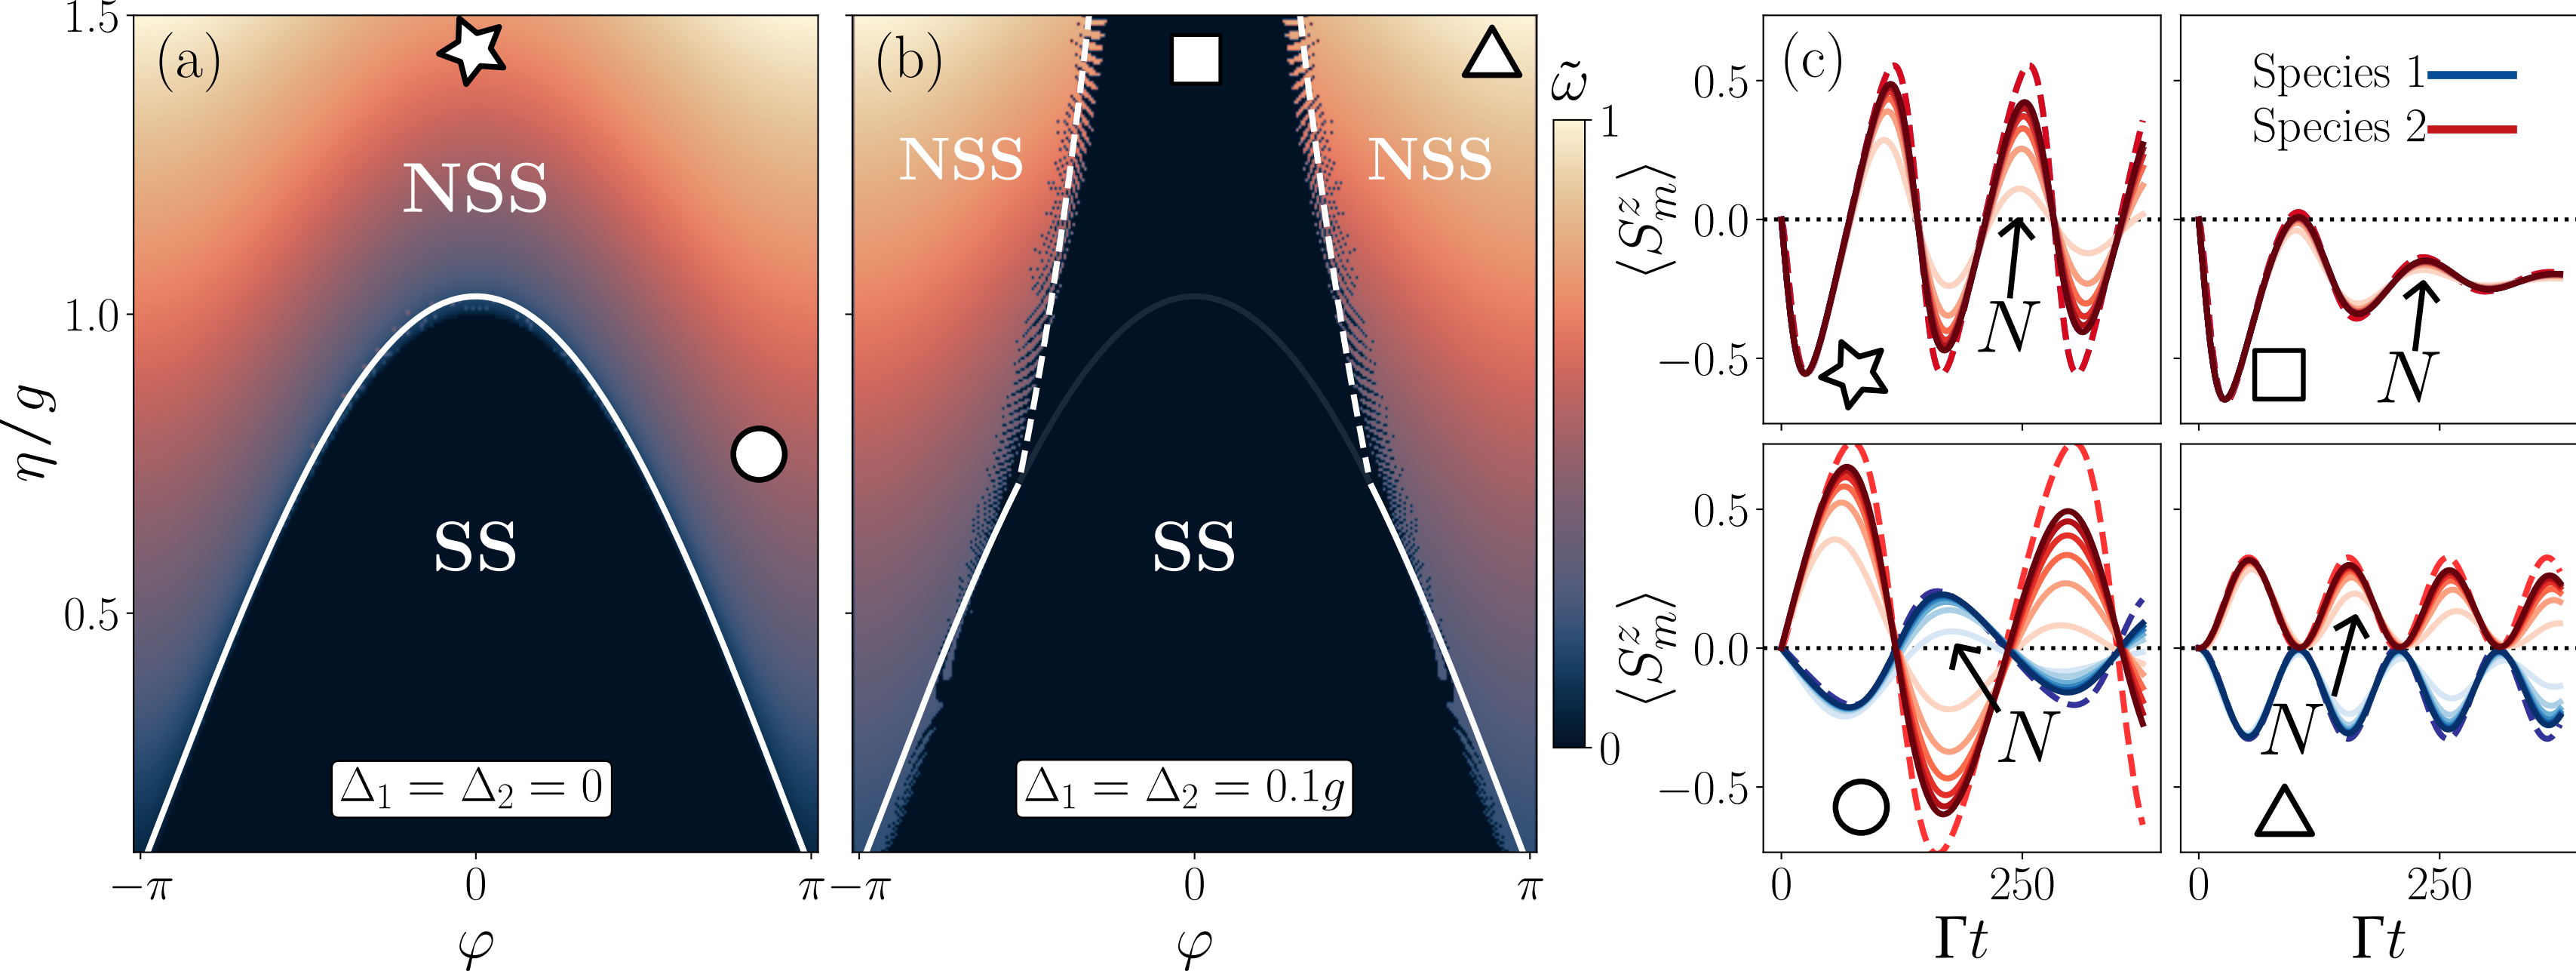 (a)
1.5
1.0
0.5
η/g
NSS
SS
Δ₁ = Δ₂ = 0
−π
0
π
φ
(b)
NSS
NSS
SS
Δ₁ = Δ₂ = 0.1g
−π
0
π
φ
ω̃
1
0
(c)
⟨Sᶻₘ⟩
0.5
0.0
−0.5
N
Species 1
Species 2
N
⟨Sᶻₘ⟩
0.5
0.0
−0.5
N
N
0
250
Γt
0
250
Γt